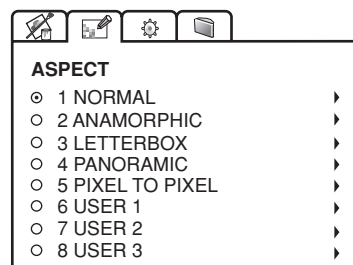 ASPECT
1 NORMAL
2 ANAMORPHIC
3 LETTERBOX
4 PANORAMIC
5 PIXEL TO PIXEL
6 USER 1
7 USER 2
8 USER 3